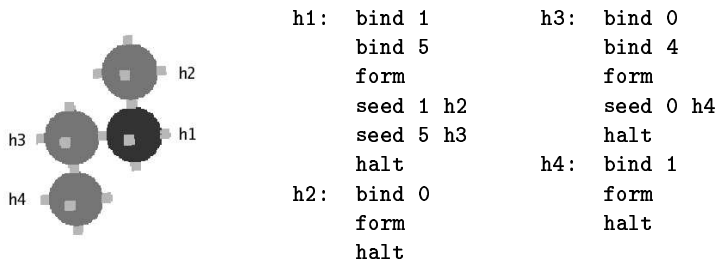 h2
h1
h3
h4
h1: bind 1
bind 5
form
seed 1 h2
seed 5 h3
halt
h2: bind 0
form
halt
h3: bind 0
bind 4
form
seed 0 h4
halt
h4: bind 1
form
halt